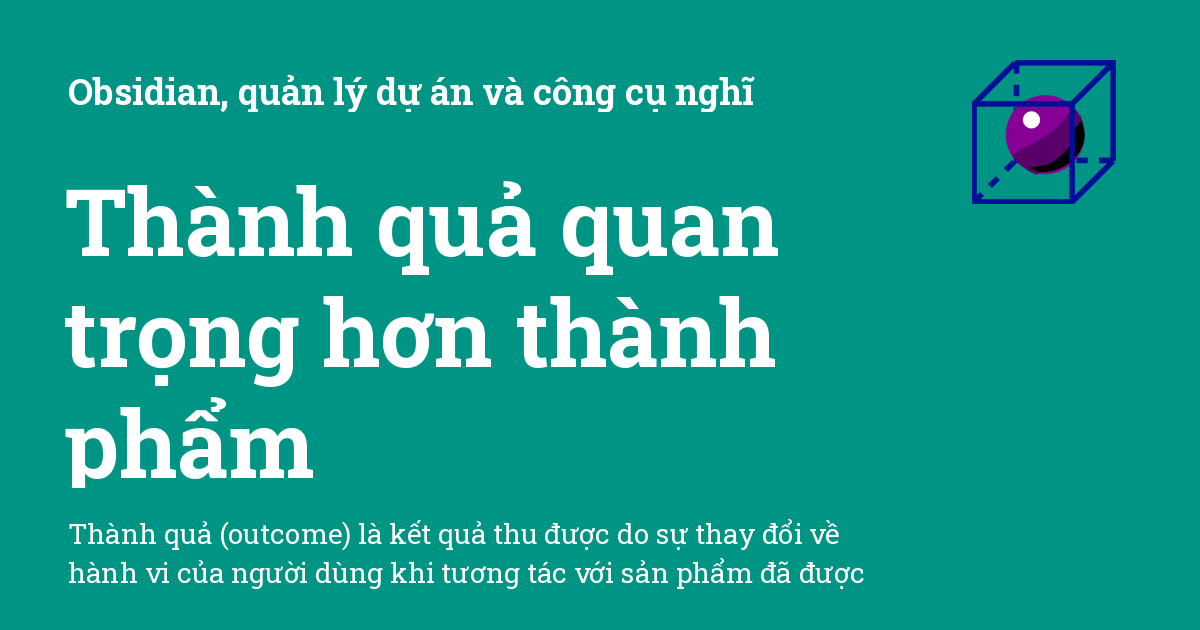 Obsidian, quản lý dự án và công cụ nghĩ
Thành quả quan
trọng hơn thành
phẩm
Thành quả (outcome) là kết quả thu được do sự thay đổi về
hành vi của người dùng khi tương tác với sản phẩm đã được